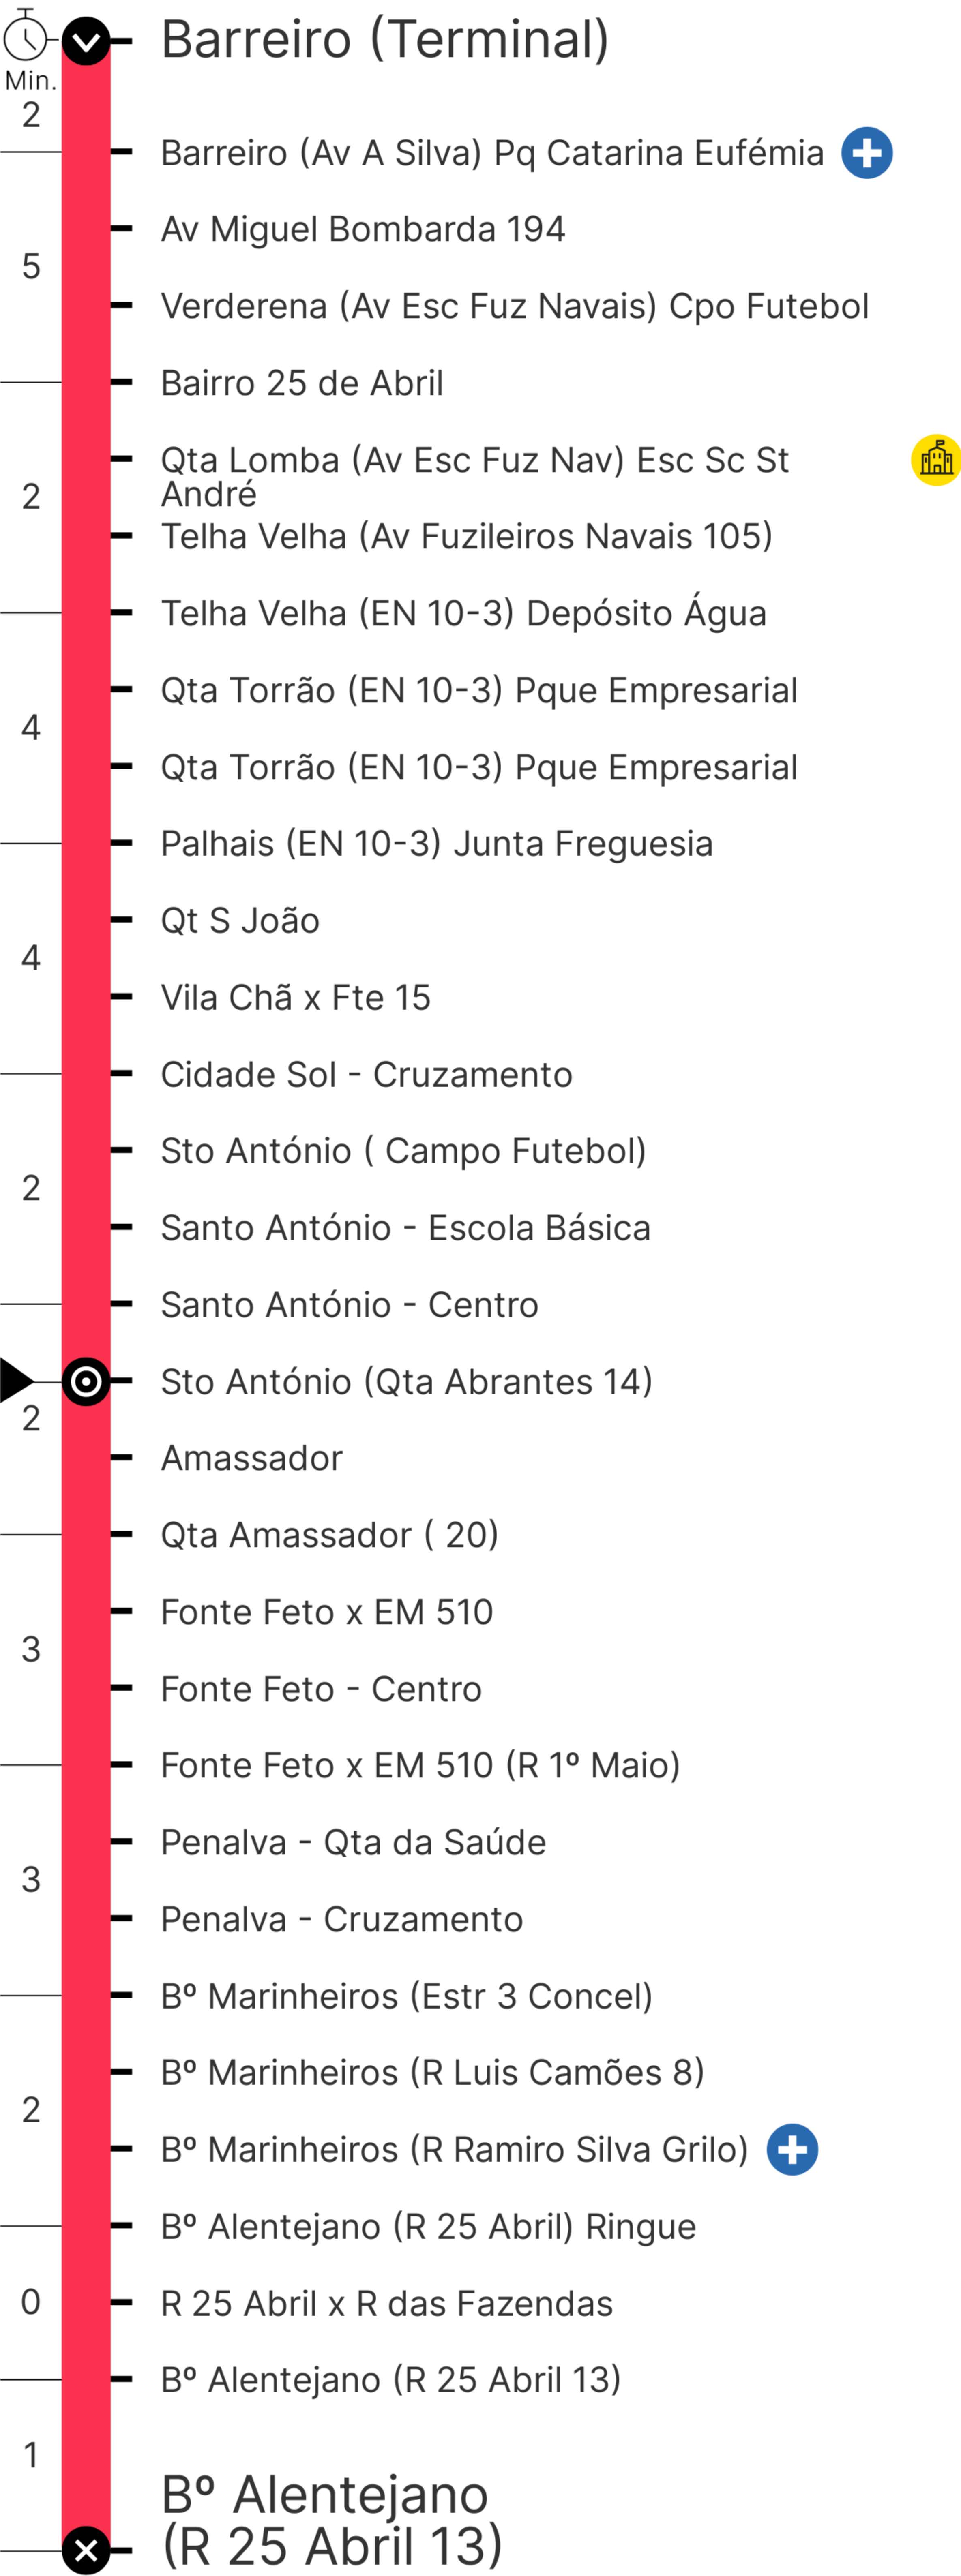 Barreiro (Terminal)
Min.
2
Barreiro (Av A Silva) Pq Catarina Eufémia
Av Miguel Bombarda 194
5
Verderena (Av Esc Fuz Navais) Cpo Futebol
Bairro 25 de Abril
Qta Lomba (Av Esc Fuz Nav) Esc Sc St
André
2
Telha Velha (Av Fuzileiros Navais 105)
Telha Velha (EN 10-3) Depósito Água
Qta Torrão (EN 10-3) Pque Empresarial
4
Qta Torrão (EN 10-3) Pque Empresarial
Palhais (EN 10-3) Junta Freguesia
Qt S João
4
Vila Chã x Fte 15
Cidade Sol - Cruzamento
Sto António ( Campo Futebol)
2
Santo António - Escola Básica
Santo António - Centro
Sto António (Qta Abrantes 14)
2
Amassador
Qta Amassador ( 20)
Fonte Feto x EM 510
3
Fonte Feto - Centro
Fonte Feto x EM 510 (R 1º Maio)
Penalva - Qta da Saúde
3
Penalva - Cruzamento
Bº Marinheiros (Estr 3 Concel)
Bº Marinheiros (R Luis Camões 8)
2
Bº Marinheiros (R Ramiro Silva Grilo)
Bº Alentejano (R 25 Abril) Ringue
0
R 25 Abril x R das Fazendas
Bº Alentejano (R 25 Abril 13)
1
Bº Alentejano
(R 25 Abril 13)